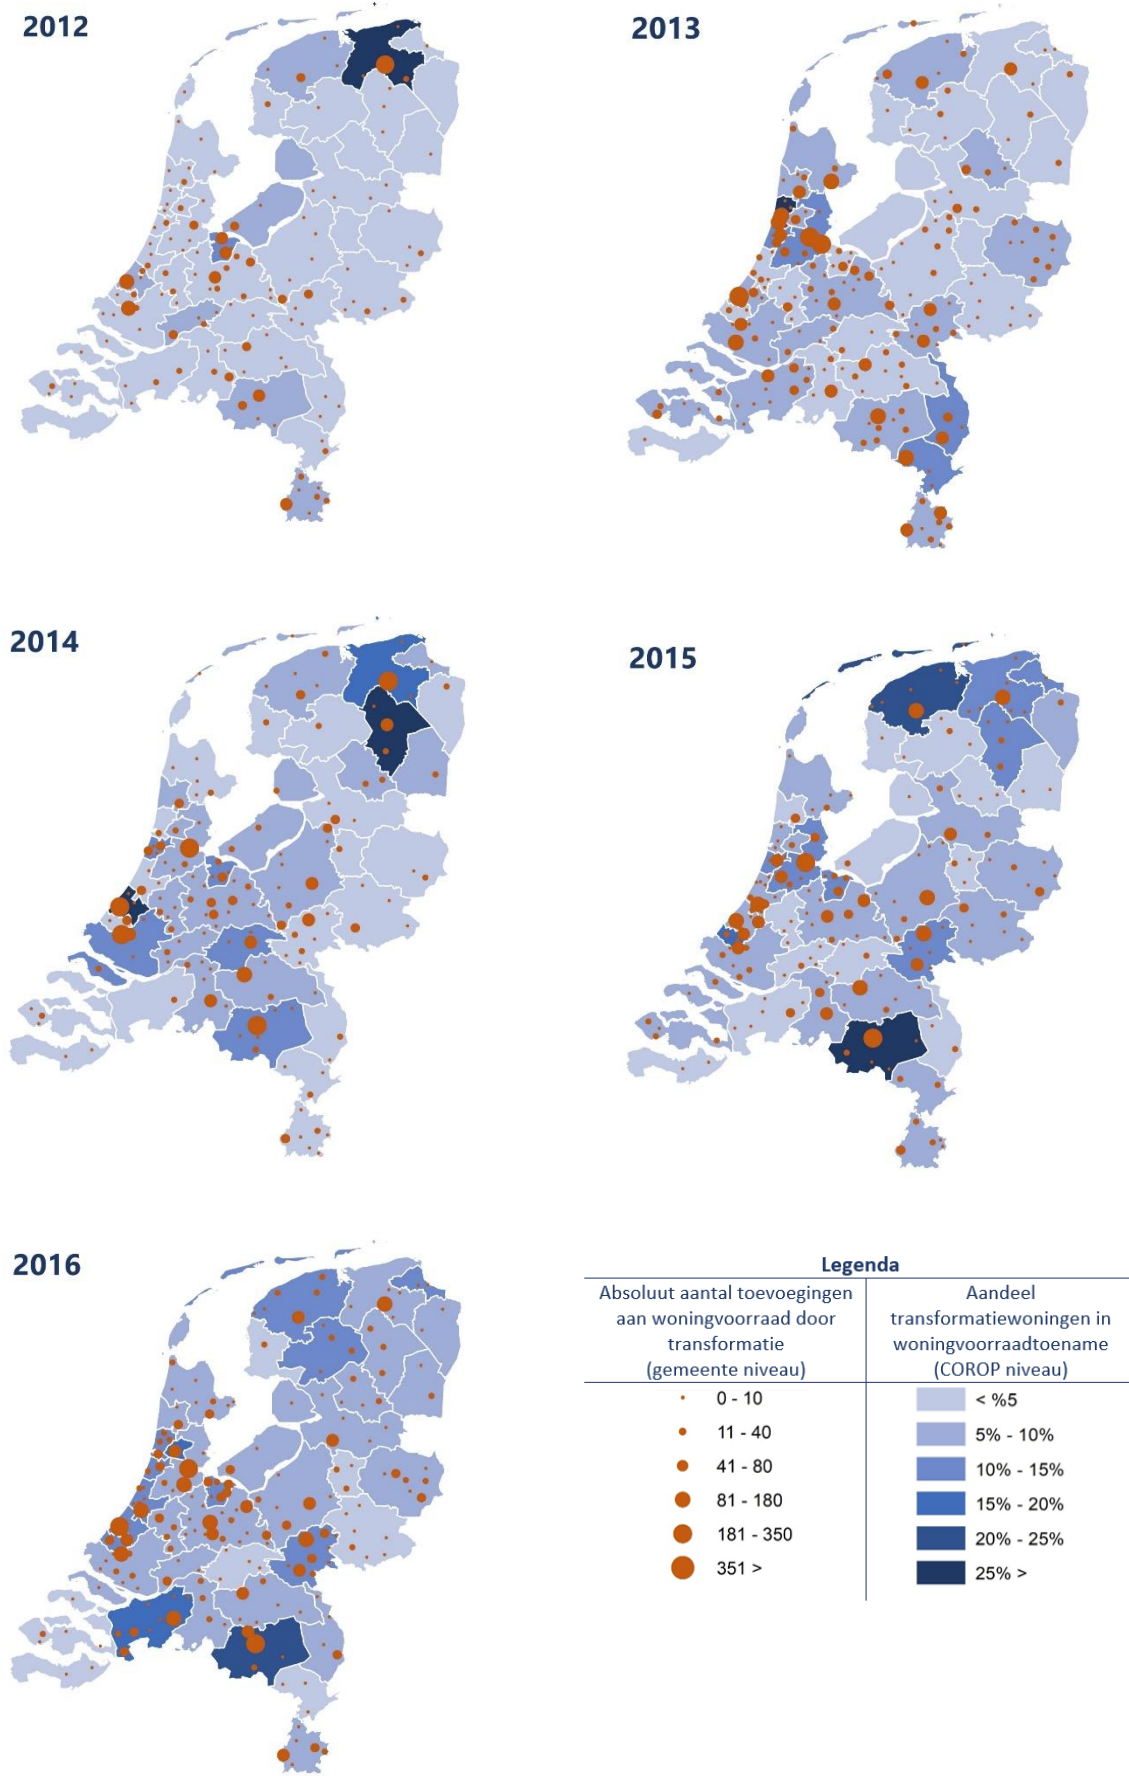 2012
2013
2014
2015
2016
Legenda
Absoluut aantal toevoegingen
aan woningvoorraad door
transformatie
(gemeente niveau)
Aandeel
transformatiewoningen in
woningvoorraadtoename
(COROP niveau)
0 - 10
11 - 40
41 - 80
81 - 180
181 - 350
351 >
< %5
5% - 10%
10% - 15%
15% - 20%
20% - 25%
25% >